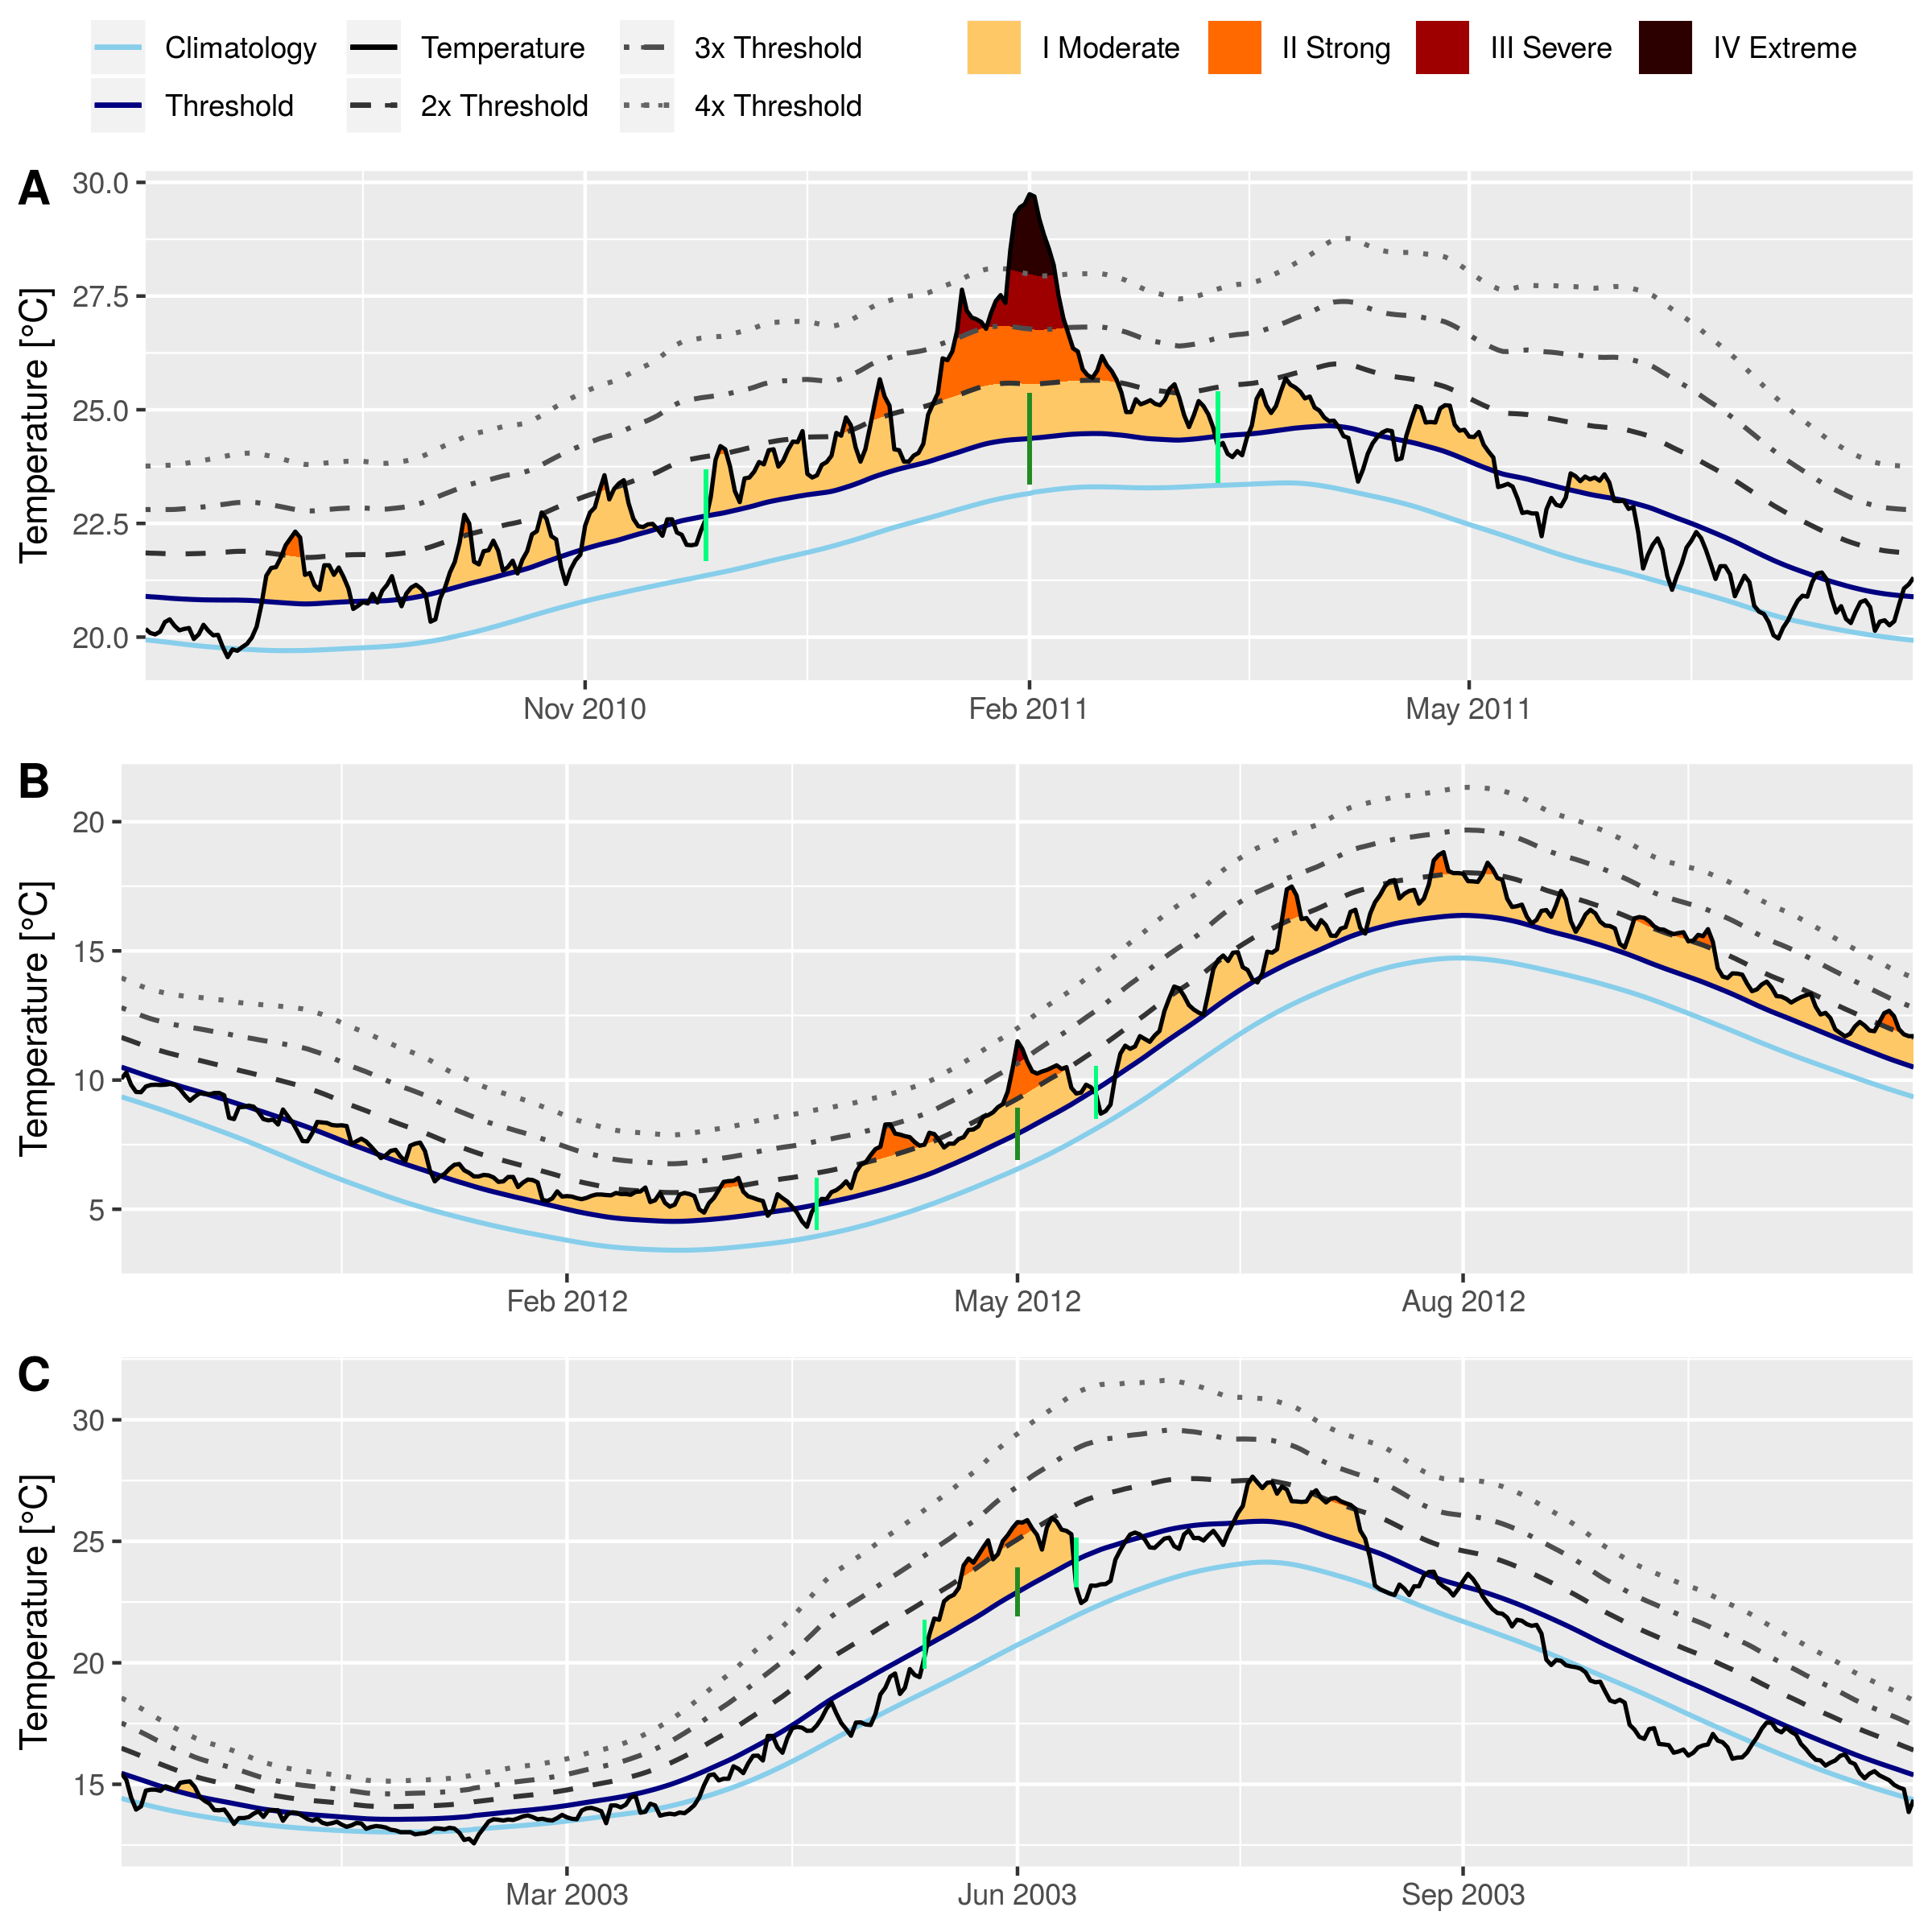 Climatology Temperature 3x Threshold I Moderate II Strong III Severe IV Extreme
Threshold 2x Threshold 4x Threshold
A
30.0
27.5
25.0
22.5
20.0
Temperature [°C]
Nov 2010 Feb 2011 May 2011
B
20
15
10
5
Temperature [°C]
Feb 2012 May 2012 Aug 2012
C
30
25
20
15
Temperature [°C]
Mar 2003 Jun 2003 Sep 2003